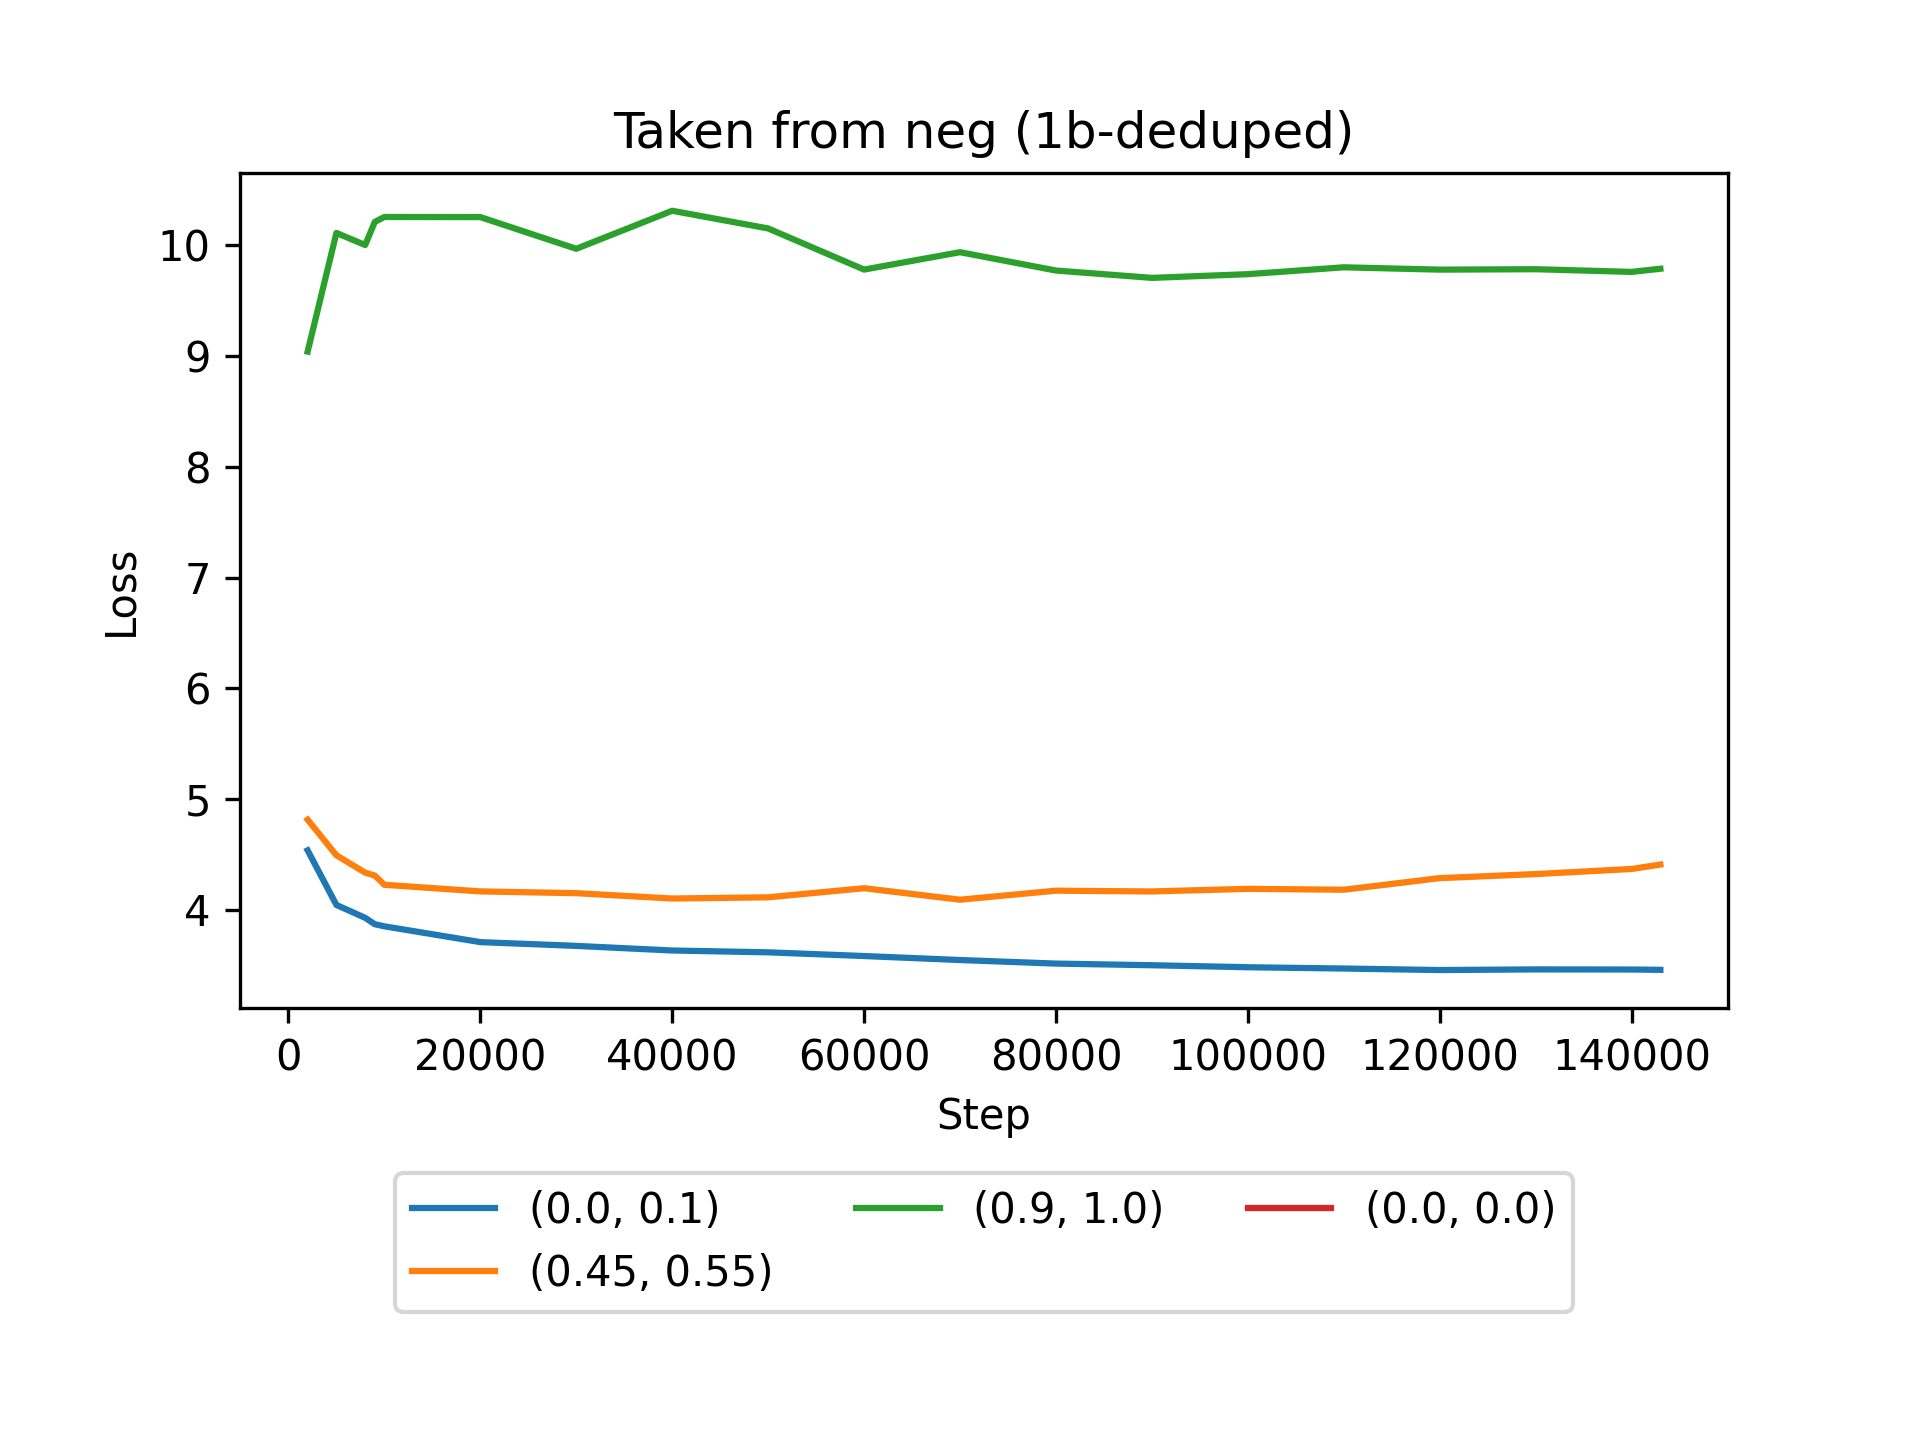 Taken from neg (1b-deduped)
10
9
8
7
6
5
4
Loss
0 20000 40000 60000 80000 100000 120000 140000
Step
(0.0, 0.1) (0.9, 1.0) (0.0, 0.0)
(0.45, 0.55)